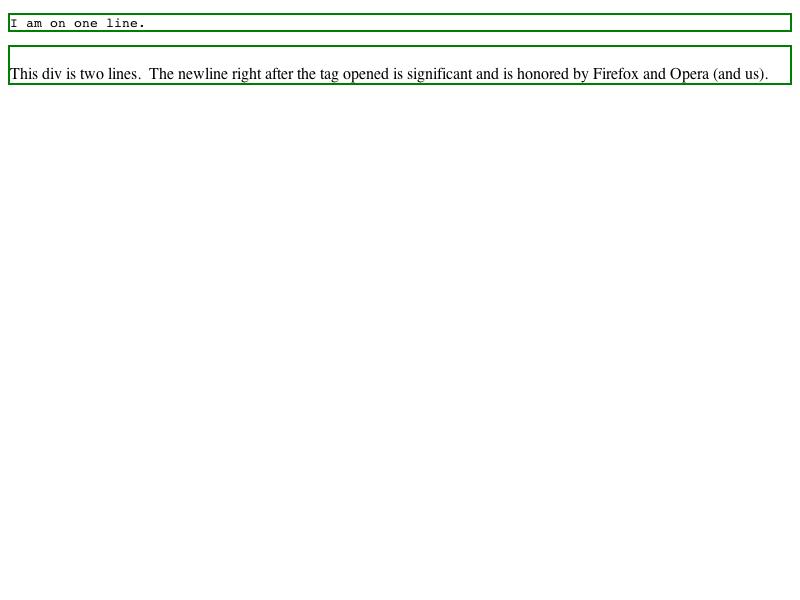 I am on one line.
This div is two lines.  The newline right after the tag opened is significant and is honored by Firefox and Opera (and us).